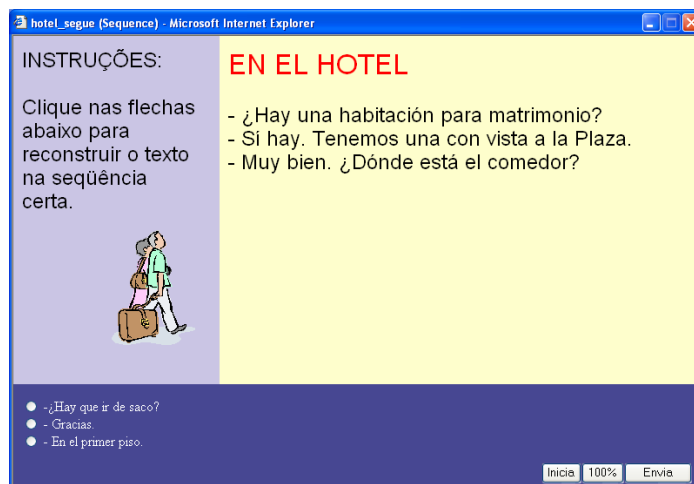 hotel_segue (Sequence) - Microsoft Internet Explorer
INSTRUÇÕES:
Clique nas flechas
abaixo para
reconstruir o texto
na seqüência
certa.
EN EL HOTEL
- ¿Hay una habitación para matrimonio?
- Sí hay. Tenemos una con vista a la Plaza.
- Muy bien. ¿Dónde está el comedor?
-¿Hay que ir de saco?
- Gracias.
- En el primer piso.
Inicia 100% Envia